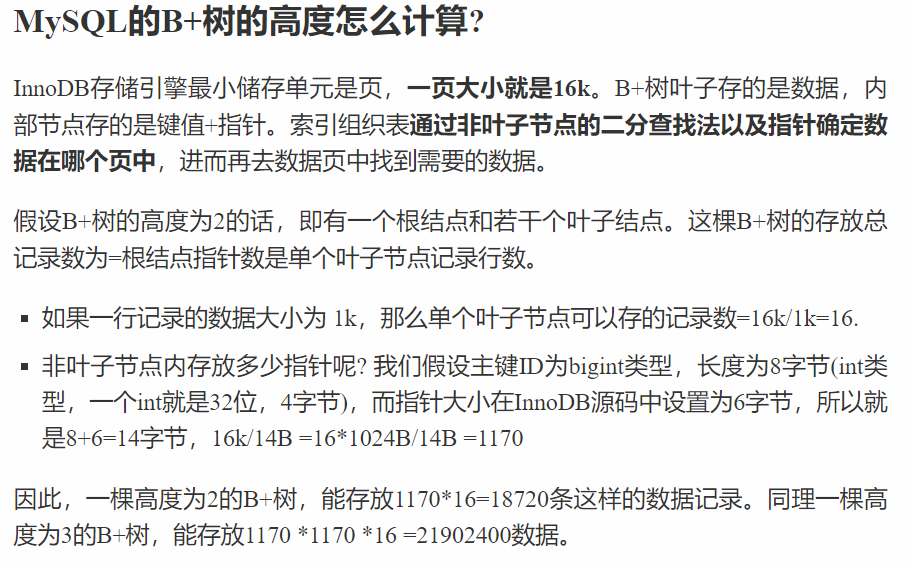 MySQL的B+树的高度怎么计算?
InnoDB存储引擎最小储存单元是页，一页大小就是16k。B+树叶子存的是数据，内
部节点存的是键值+指针。索引组织表通过非叶子节点的二分查找法以及指针确定数
据在哪个页中，进而再去数据页中找到需要的数据。
假设B+树的高度为2的话，即有一个根结点和若干个叶子结点。这棵B+树的存放总
记录数为=根结点指针数是单个叶子节点记录行数。
▪ 如果一行记录的数据大小为 1k，那么单个叶子节点可以存的记录数=16k/1k=16.
▪ 非叶子节点内存放多少指针呢? 我们假设主键ID为bigint类型，长度为8字节(int类
型，一个int就是32位，4字节)，而指针大小在InnoDB源码中设置为6字节，所以就
是8+6=14字节，16k/14B =16*1024B/14B =1170
因此，一棵高度为2的B+树，能存放1170*16=18720条这样的数据记录。同理一棵高
度为3的B+树，能存放1170 *1170 *16 =21902400数据。